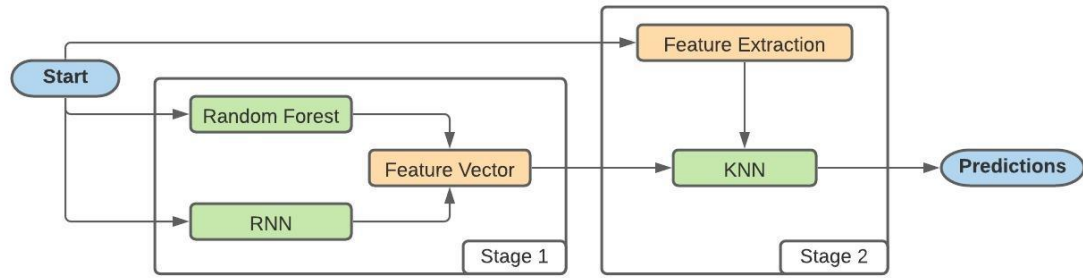 Start
Feature Extraction
Random Forest
Feature Vector
KNN
Predictions
RNN
Stage 1
Stage 2